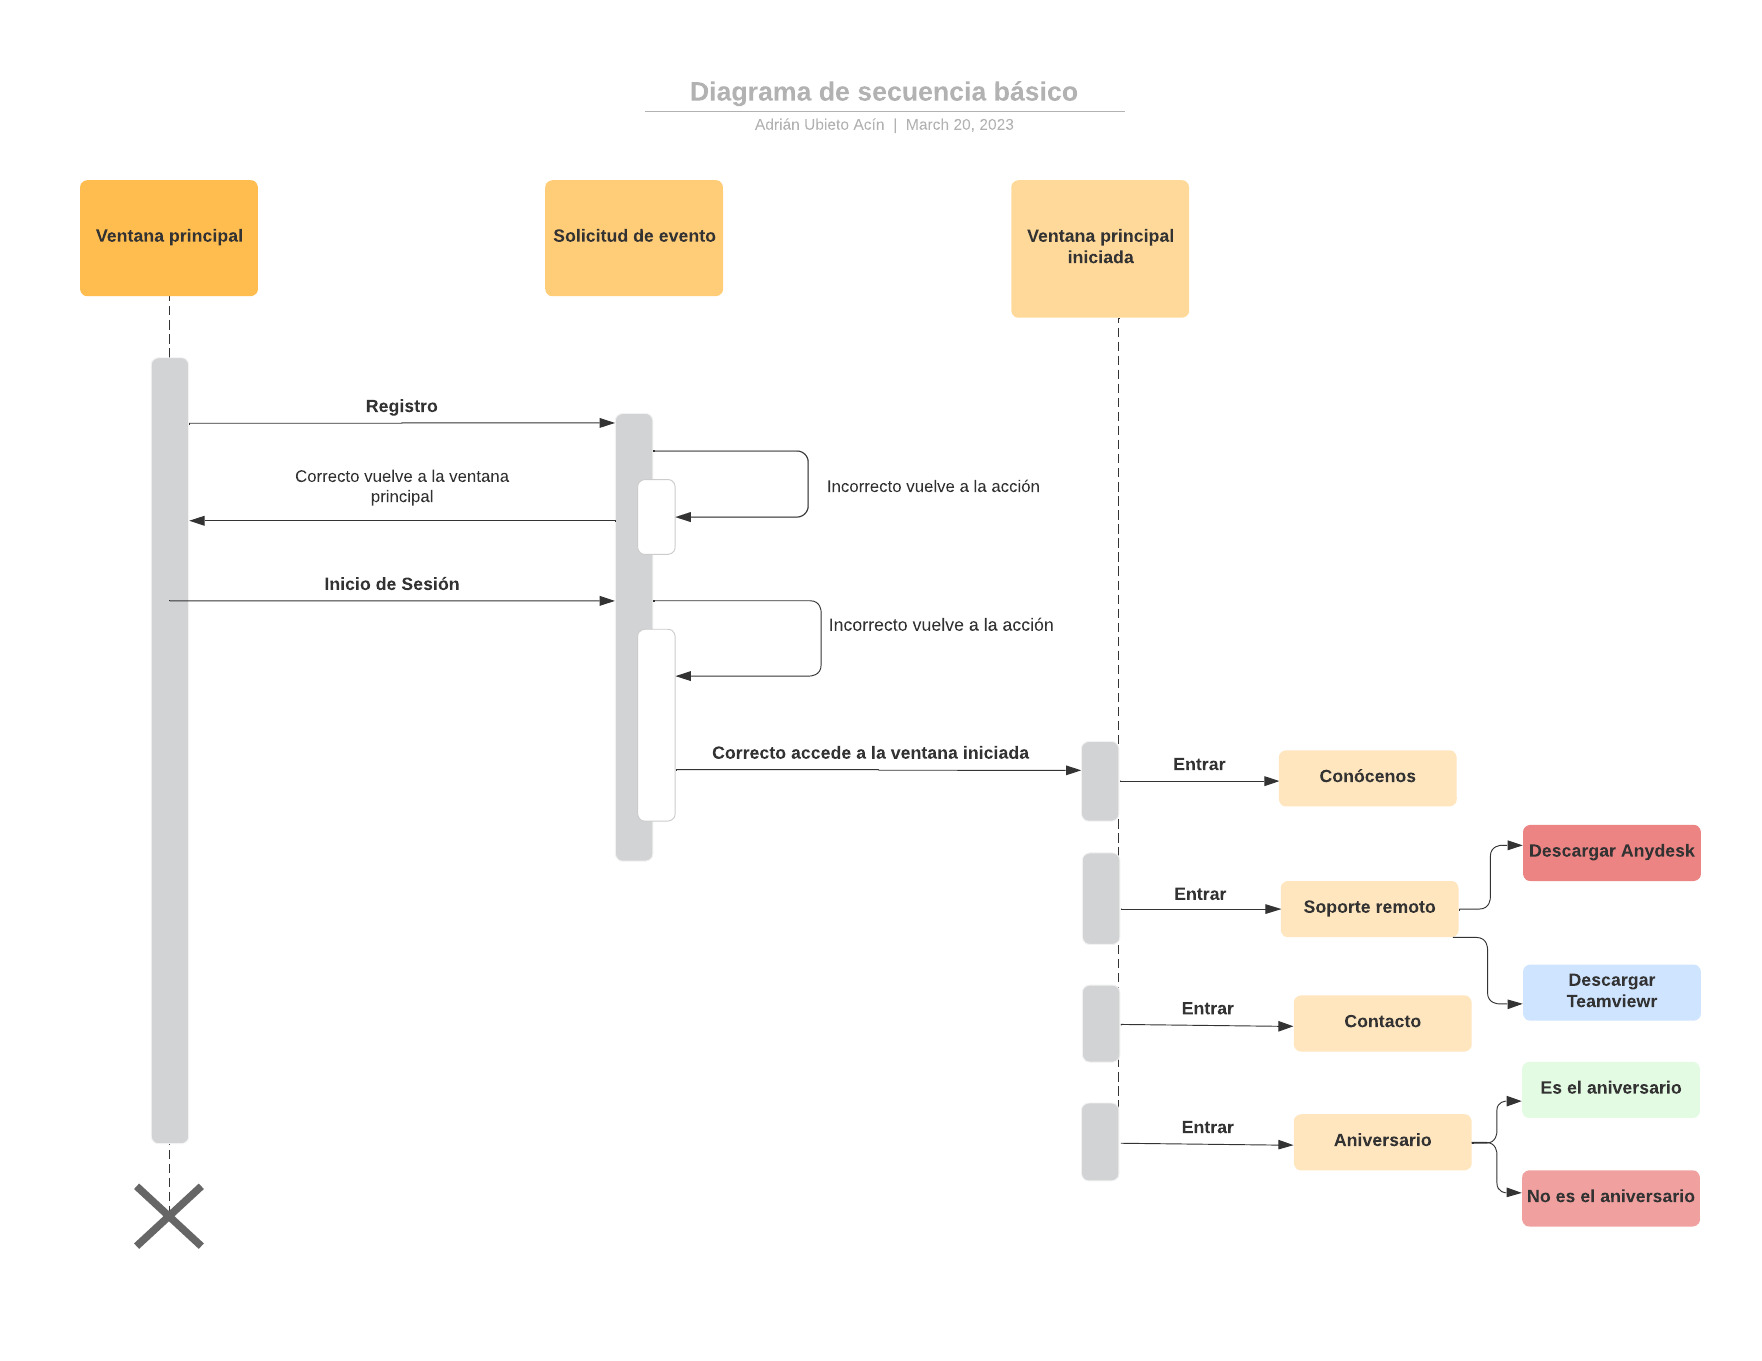 Diagrama de secuencia básico
Adrián Ubieto Acín | March 20, 2023
Ventana principal
Solicitud de evento
Ventana principal
iniciada
Registro
Correcto vuelve a la ventana
principal
Incorrecto vuelve a la acción
Inicio de Sesión
Incorrecto vuelve a la acción
Correcto accede a la ventana iniciada
Entrar
Conócenos
Descargar Anydesk
Entrar
Soporte remoto
Descargar
Teamviewr
Entrar
Contacto
Es el aniversario
Entrar
Aniversario
No es el aniversario